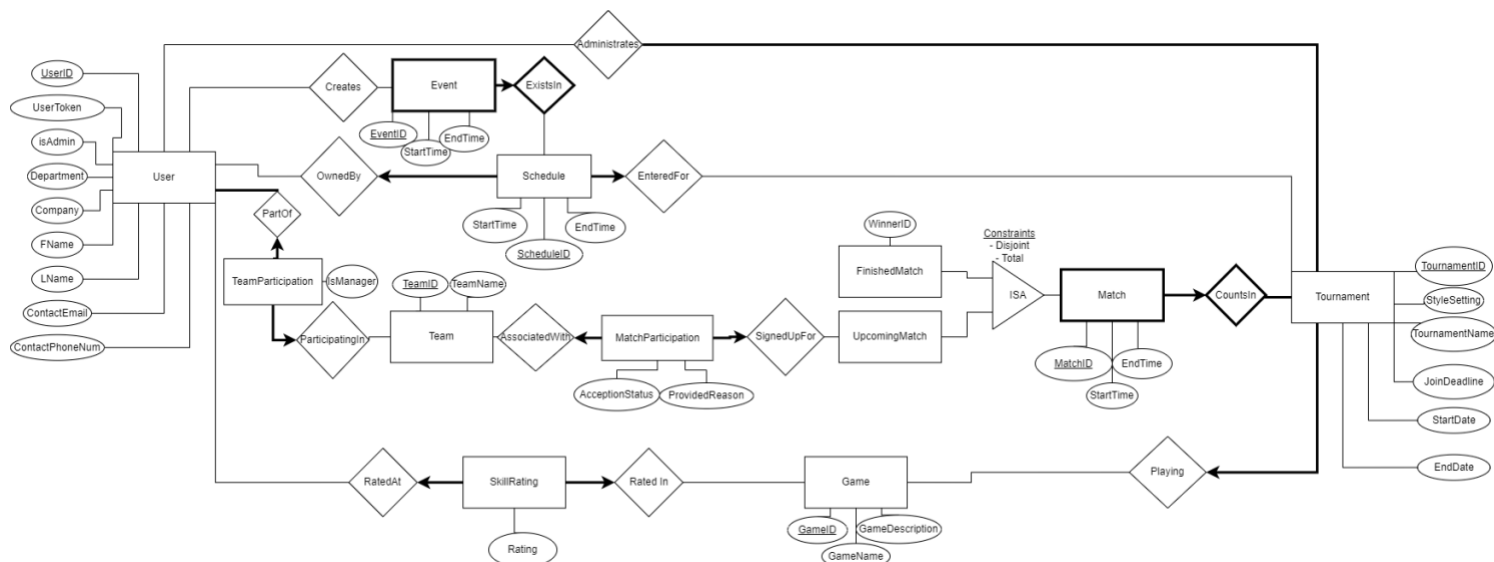 Administrates
UserID
Creates
Event
ExistsIn
UserToken
EventID
EndTime
StartTime
isAdmin
User
OwnedBy
Schedule
EnteredFor
Department
Company
PartOf
StartTime
EndTime
ScheduleID
FName
LName
TeamParticipation
IsManager
TeamID
TeamName
WinnerID
Constraints
- Disjoint
- Total
FinishedMatch
ISA
Match
CountsIn
Tournament
TournamentID
StyleSetting
TournamentName
ContactEmail
ContactPhoneNum
ParticipatingIn
Team
AssociatedWith
MatchParticipation
SignedUpFor
UpcomingMatch
MatchID
EndTime
StartTime
AcceptionStatus
ProvidedReason
JoinDeadline
StartDate
EndDate
RatedAt
SkillRating
Rated In
Game
Playing
Rating
GameID
GameDescription
GameName